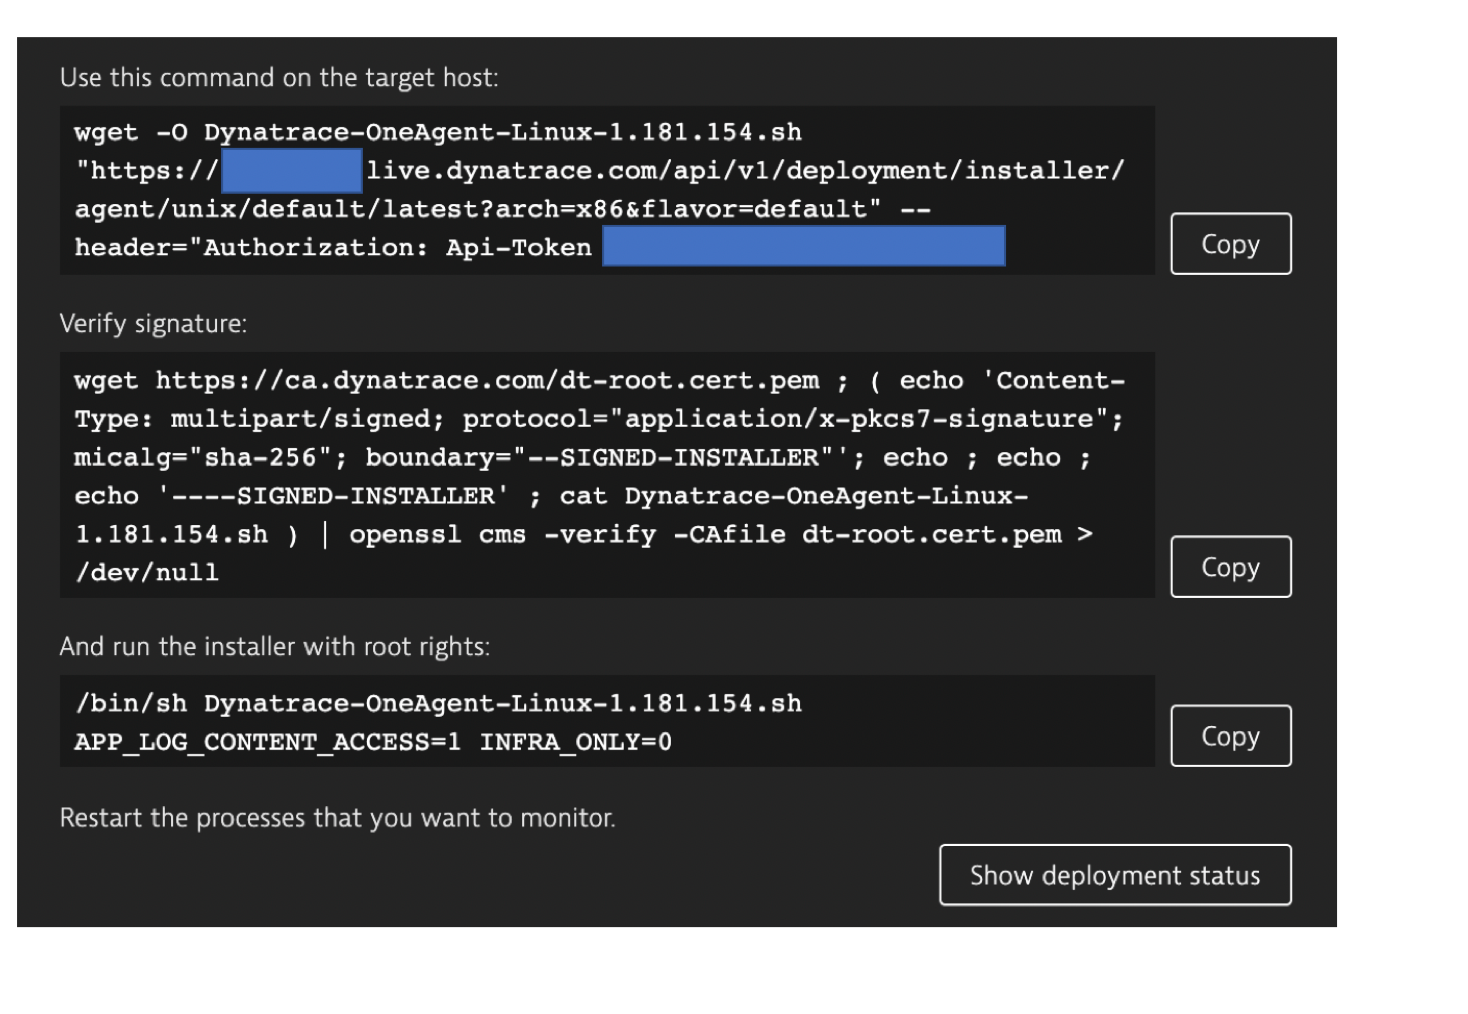 Use this command on the target host:
wget -O Dynatrace-OneAgent-Linux-1.181.154.sh
"https:// live.dynatrace.com/api/v1/deployment/installer/
agent/unix/default/latest?arch=x86&flavor=default" --
header="Authorization: Api-Token
Copy
Verify signature:
wget https://ca.dynatrace.com/dt-root.cert.pem ; ( echo 'Content-
Type: multipart/signed; protocol="application/x-pkcs7-signature";
micalg="sha-256"; boundary="--SIGNED-INSTALLER"'; echo ; echo ;
echo '----SIGNED-INSTALLER' ; cat Dynatrace-OneAgent-Linux-
1.181.154.sh ) | openssl cms -verify -CAfile dt-root.cert.pem >
/dev/null
Copy
And run the installer with root rights:
/bin/sh Dynatrace-OneAgent-Linux-1.181.154.sh
APP_LOG_CONTENT_ACCESS=1 INFRA_ONLY=0
Copy
Restart the processes that you want to monitor.
Show deployment status